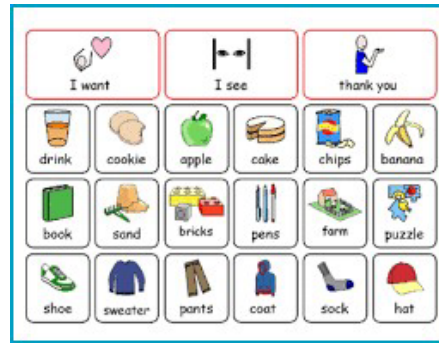 I want I see thank you
drink cookie apple cake chips banana
book sand bricks pens farm puzzle
shoe sweater pants coat sock hat